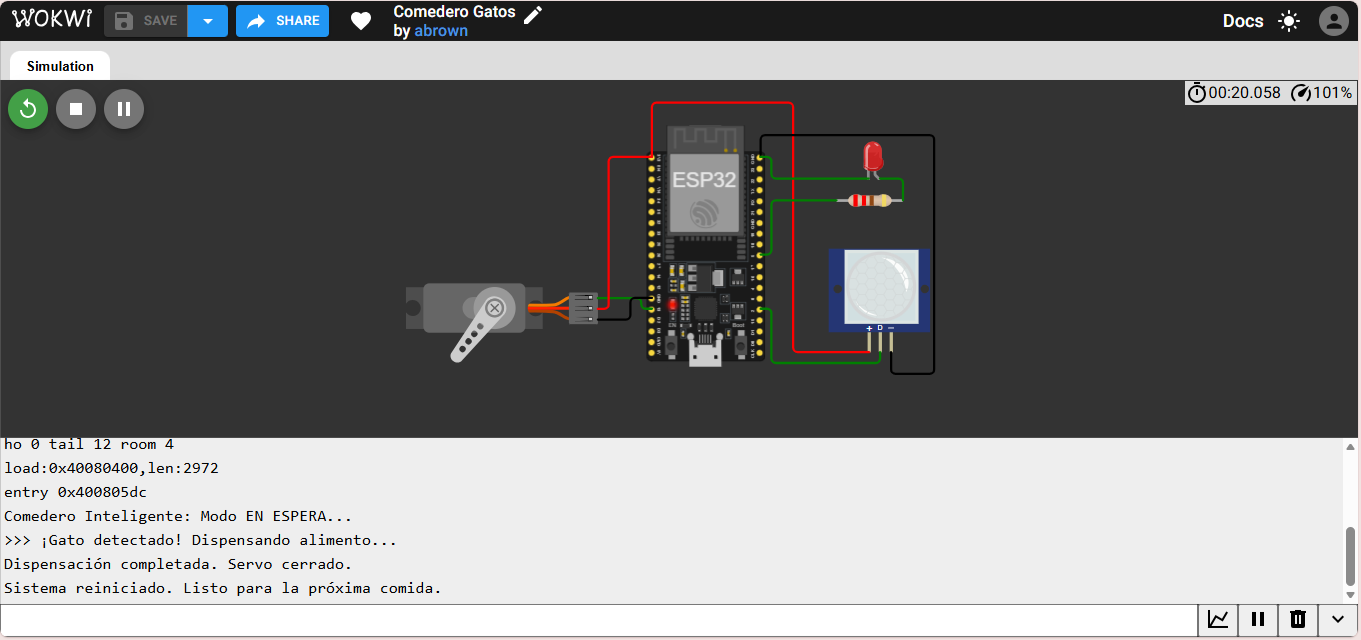 WOKWI SAVE SHARE Comedero Gatos Docs
by abrown
Simulation
00:20.058 101%
ESP32
+ D −
EN Boot
ho 0 tail 12 room 4
load:0x40080400,len:2972
entry 0x400805dc
Comedero Inteligente: Modo EN ESPERA...
>>> ¡Gato detectado! Dispensando alimento...
Dispensación completada. Servo cerrado.
Sistema reiniciado. Listo para la próxima comida.